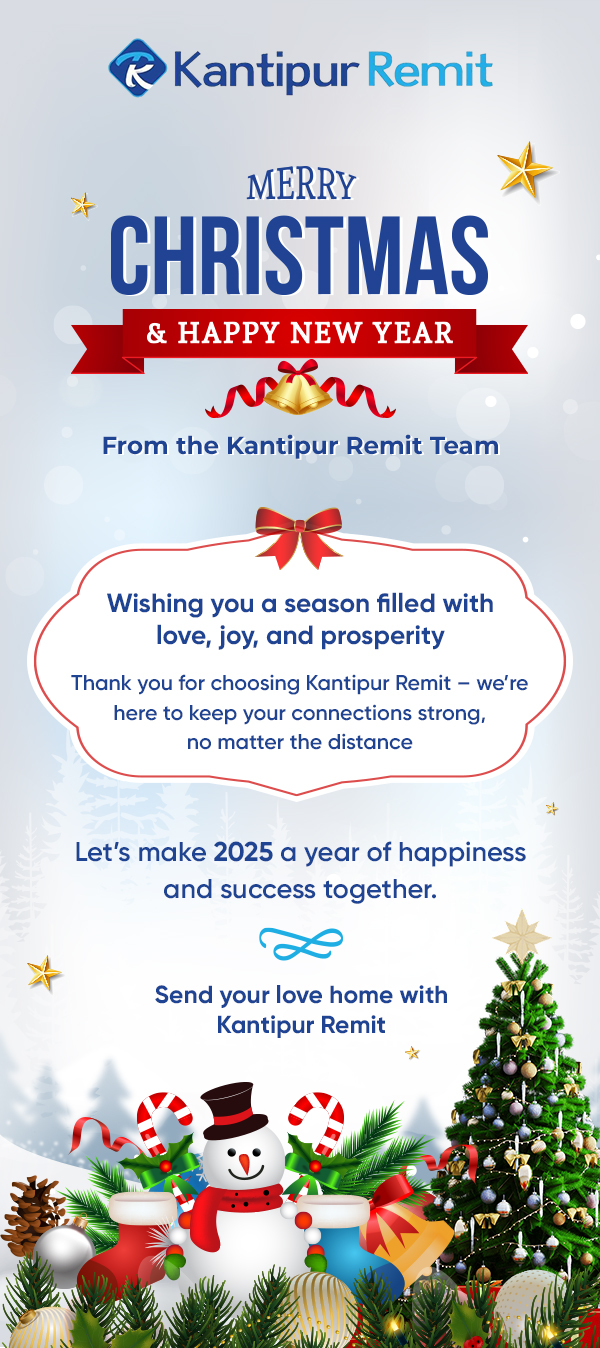 Kantipur Remit
MERRY
CHRISTMAS
& HAPPY NEW YEAR
From the Kantipur Remit Team
Wishing you a season filled with
love, joy, and prosperity
Thank you for choosing Kantipur Remit – we're
here to keep your connections strong,
no matter the distance
Let's make 2025 a year of happiness
and success together.
Send your love home with
Kantipur Remit